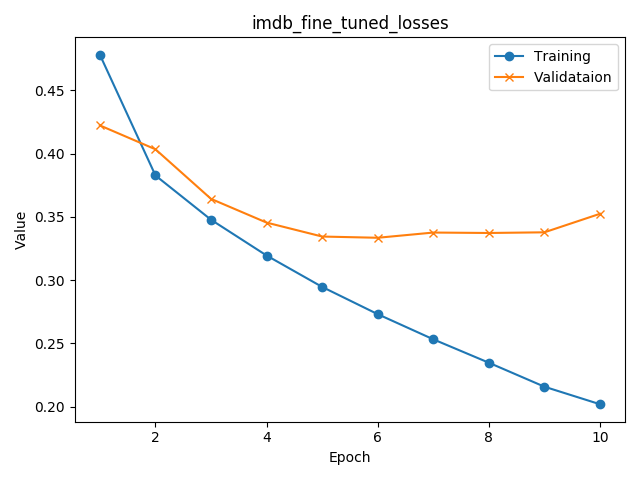 imdb_fine_tuned_losses
Training
Validataion
Value
0.45
0.40
0.35
0.30
0.25
0.20
2 4 6 8 10
Epoch